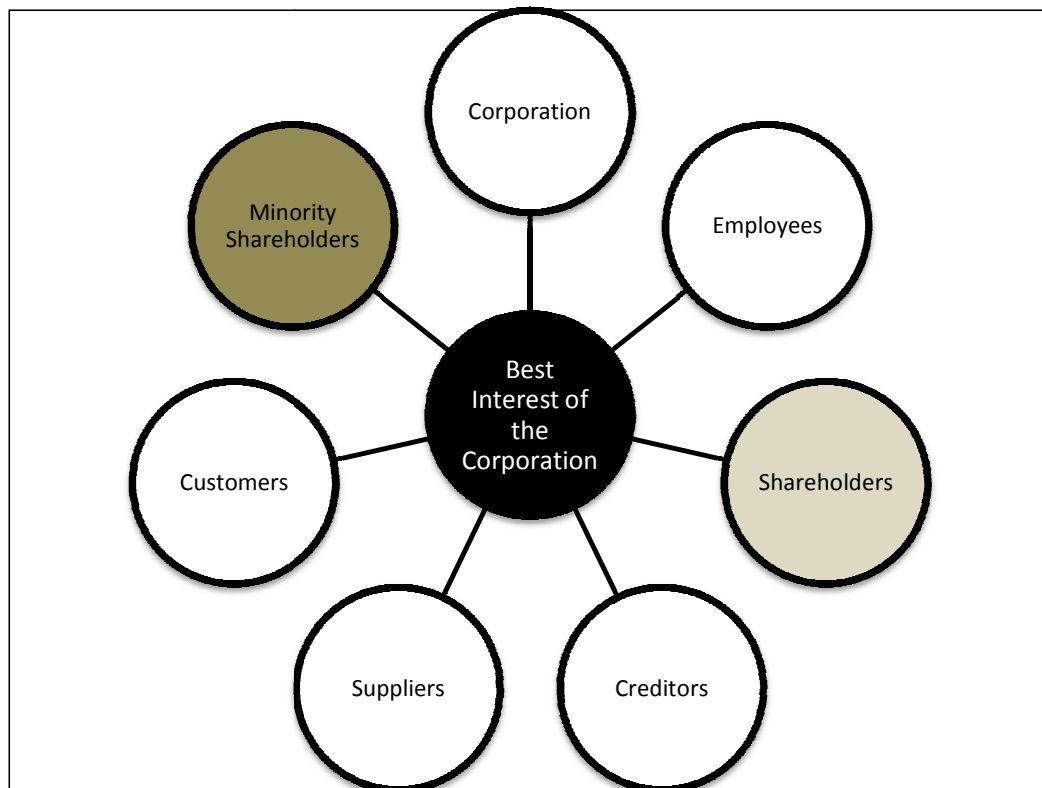 Corporation
Minority
Shareholders
Employees
Best
Interest of
the
Corporation
Customers
Shareholders
Suppliers
Creditors